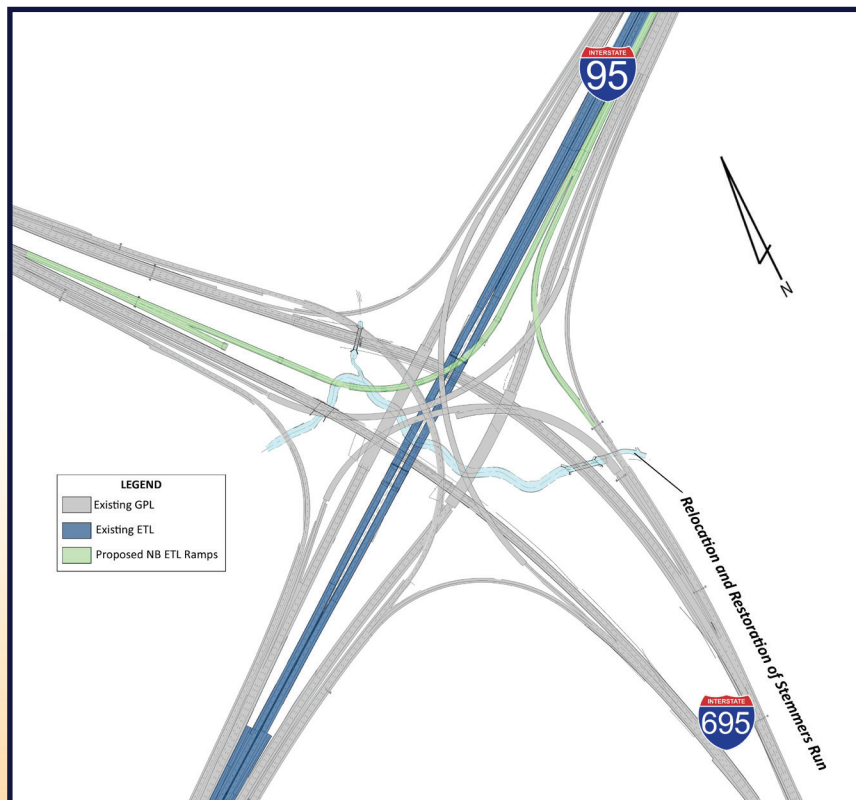 INTERSTATE
95
N
LEGEND
Existing GPL
Existing ETL
Proposed NB ETL Ramps
Relocation and Restoration of Stemmers Run
INTERSTATE
695